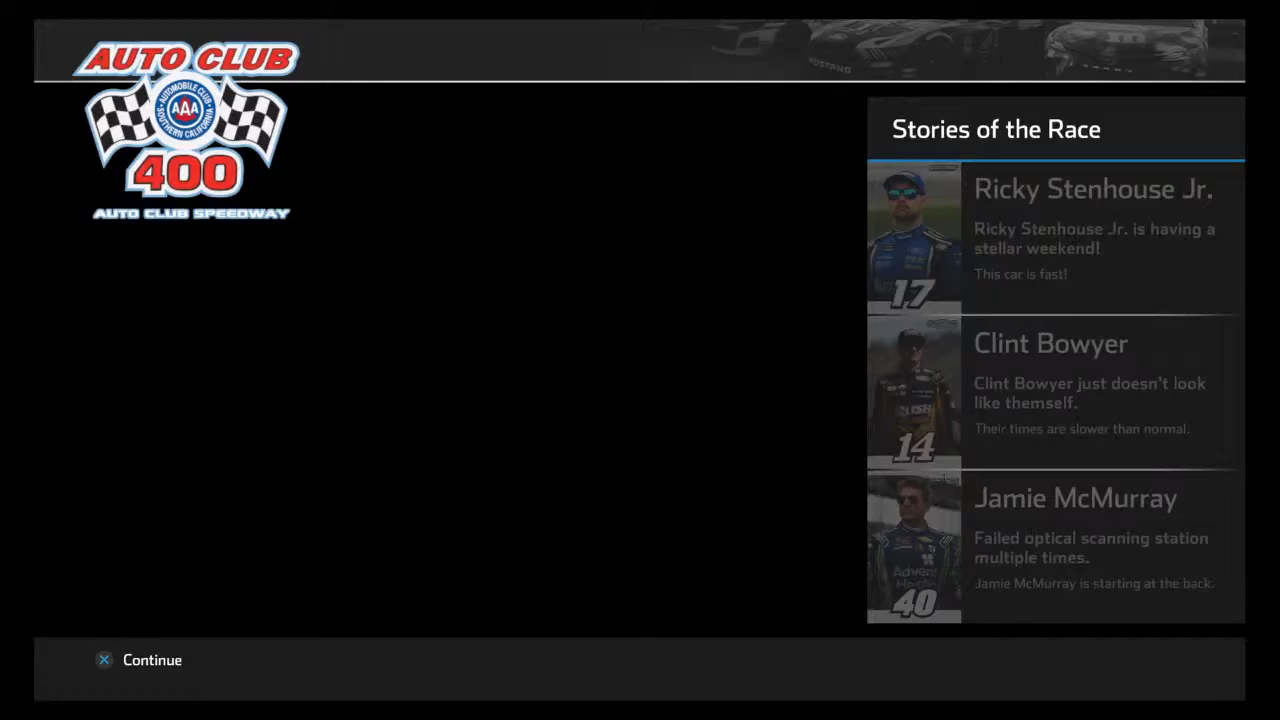 AUTO CLUB
AUTOMOBILE CLUB
AAA
SOUTHERN CALIFORNIA
400
AUTO CLUB SPEEDWAY
MUSTANG
Stories of the Race
Ricky Stenhouse Jr.
Ricky Stenhouse Jr. is having a
stellar weekend!
This car is fast!
17
Clint Bowyer
Clint Bowyer just doesn't look
like themself.
Their times are slower than normal.
14
Jamie McMurray
Failed optical scanning station
multiple times.
Jamie McMurray is starting at the back.
40
Continue